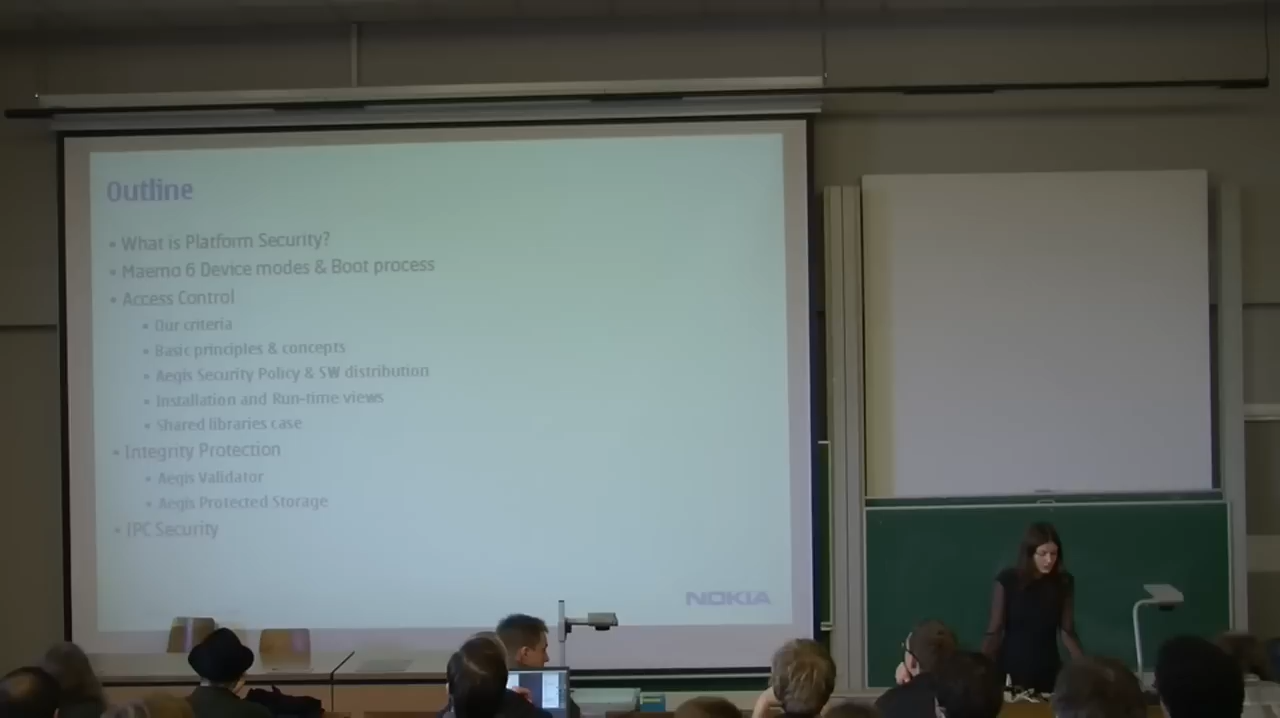 Outline
• What is Platform Security?
• Maemo 6 Device modes & Boot process
• Access Control
• Our criteria
• Basic principles & concepts
• Aegis Security Policy & SW distribution
• Installation and Run-time views
• Shared libraries case
• Integrity Protection
• Aegis Validator
• Aegis Protected Storage
• IPC Security
NOKIA